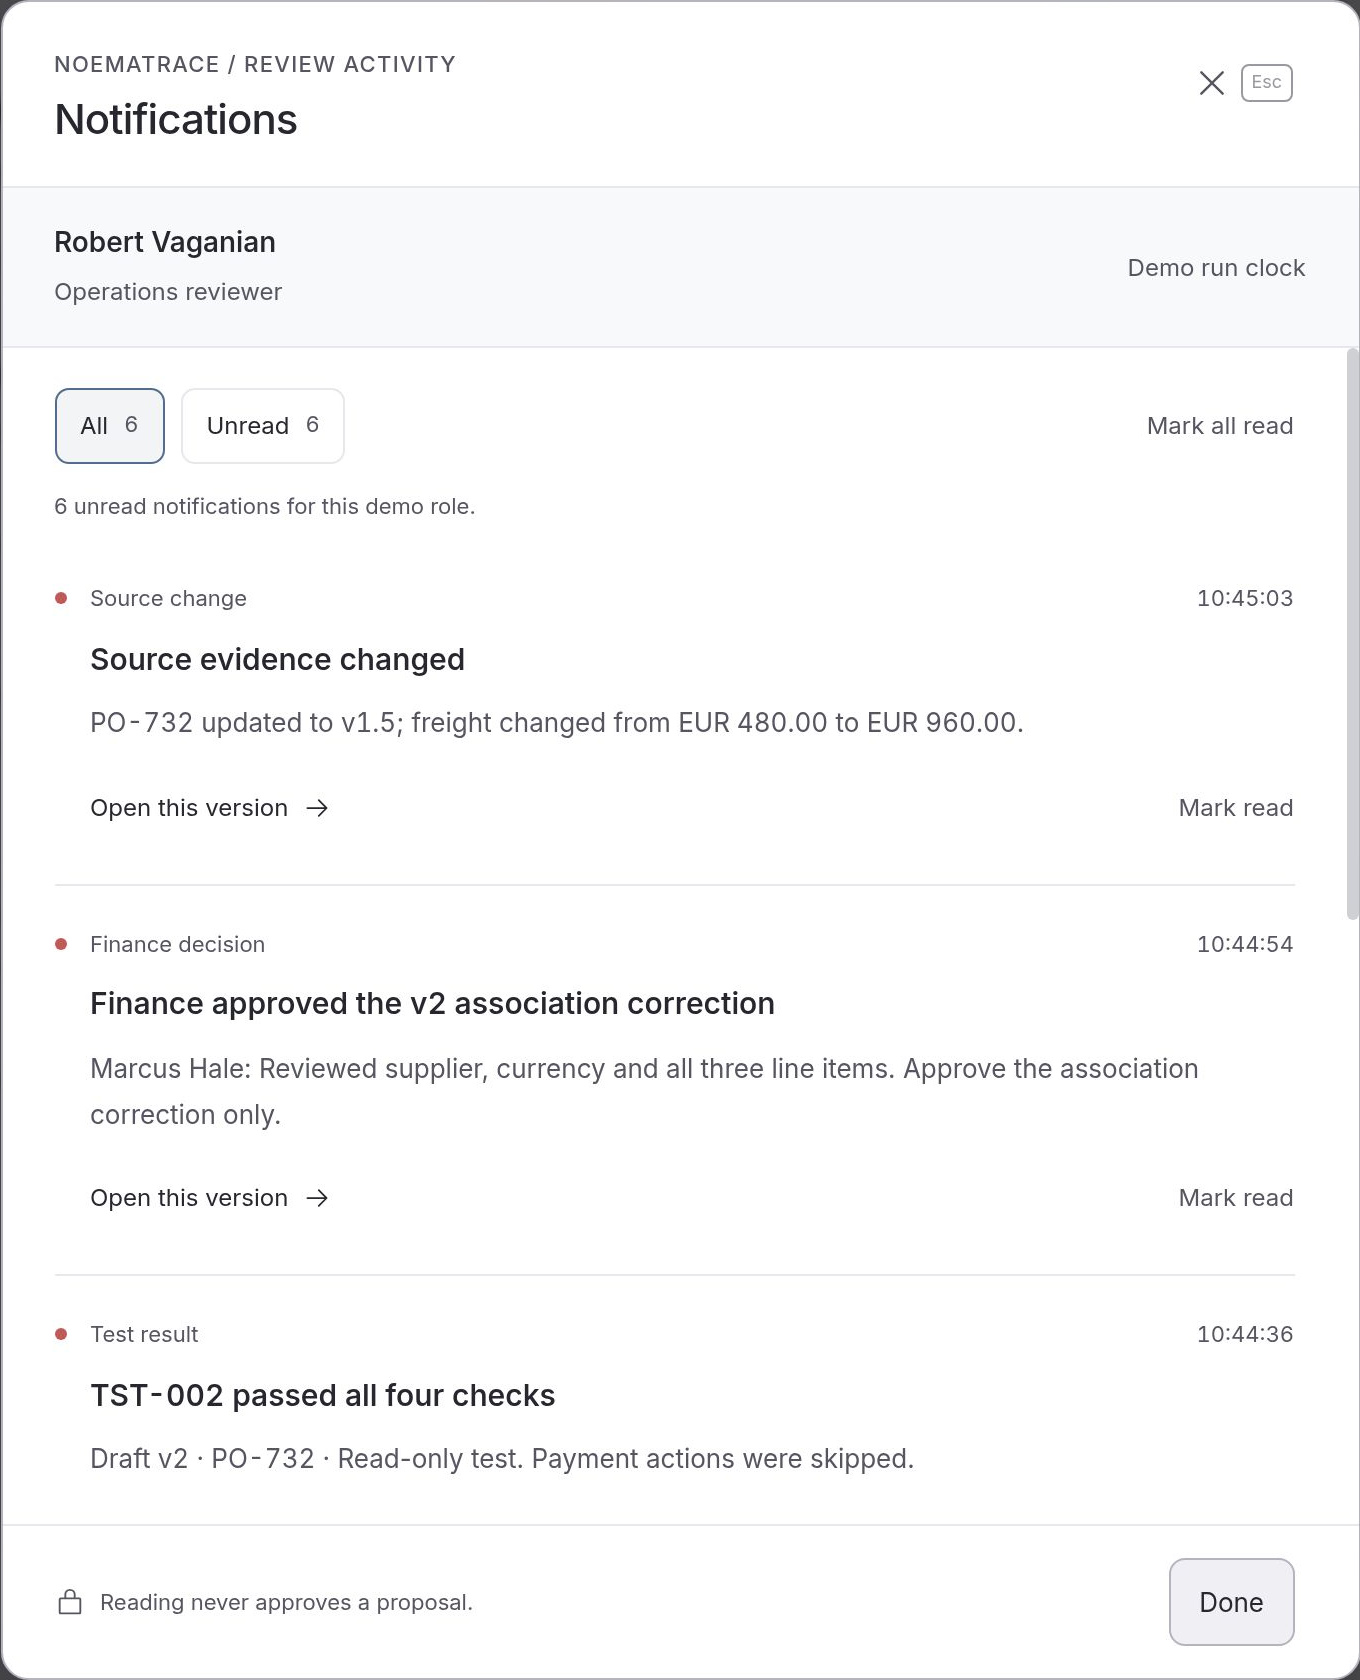 NOEMATRACE / REVIEW ACTIVITY
Notifications
Esc
Robert Vaganian
Operations reviewer
Demo run clock
All 6
Unread 6
Mark all read
6 unread notifications for this demo role.
Source change
10:45:03
Source evidence changed
PO-732 updated to v1.5; freight changed from EUR 480.00 to EUR 960.00.
Open this version →
Mark read
Finance decision
10:44:54
Finance approved the v2 association correction
Marcus Hale: Reviewed supplier, currency and all three line items. Approve the association
correction only.
Open this version →
Mark read
Test result
10:44:36
TST-002 passed all four checks
Draft v2 · PO-732 · Read-only test. Payment actions were skipped.
Reading never approves a proposal.
Done